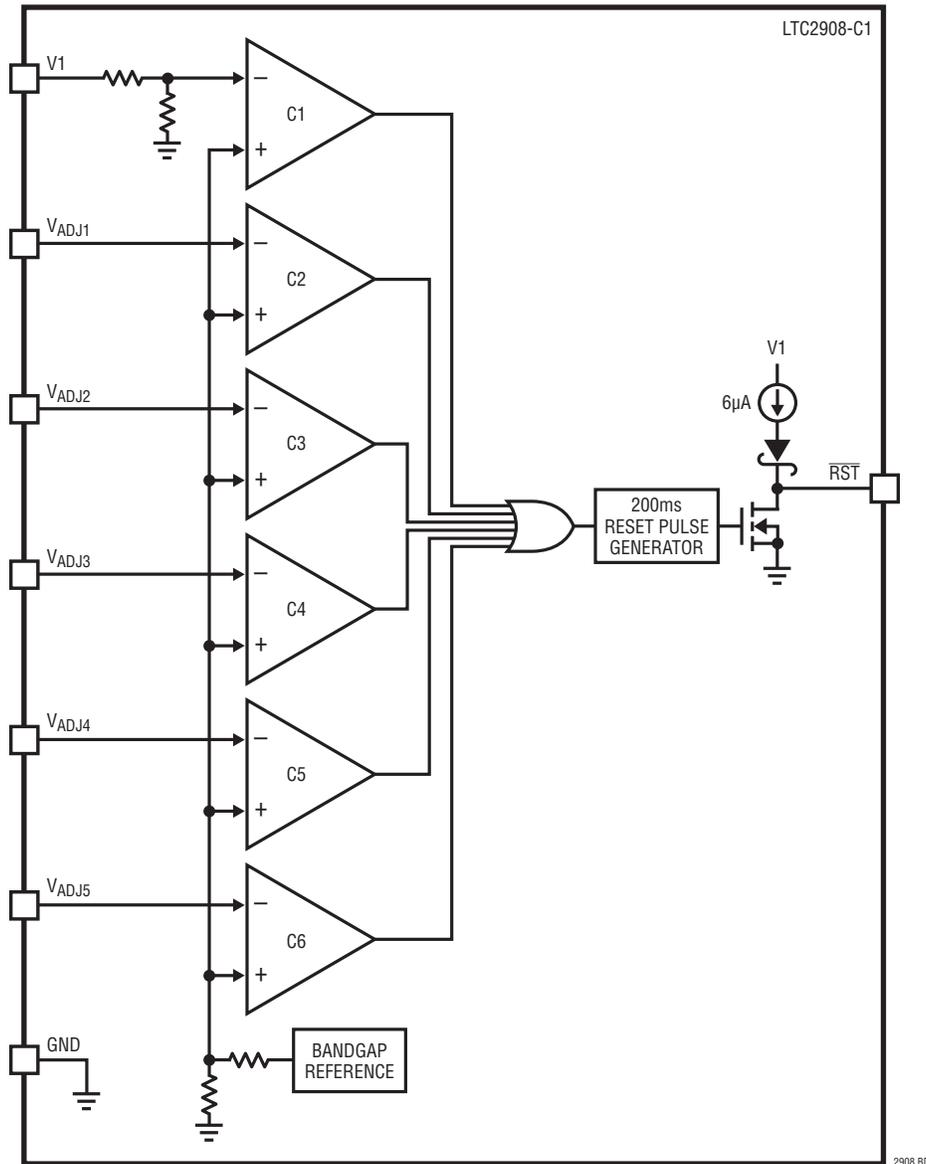 LTC2908-C1
V1
−
C1
+
VADJ1
−
C2
+
VADJ2
−
C3
+
V1
6µA
RST
200ms
RESET PULSE
GENERATOR
VADJ3
−
C4
+
VADJ4
−
C5
+
VADJ5
−
C6
+
GND
BANDGAP
REFERENCE